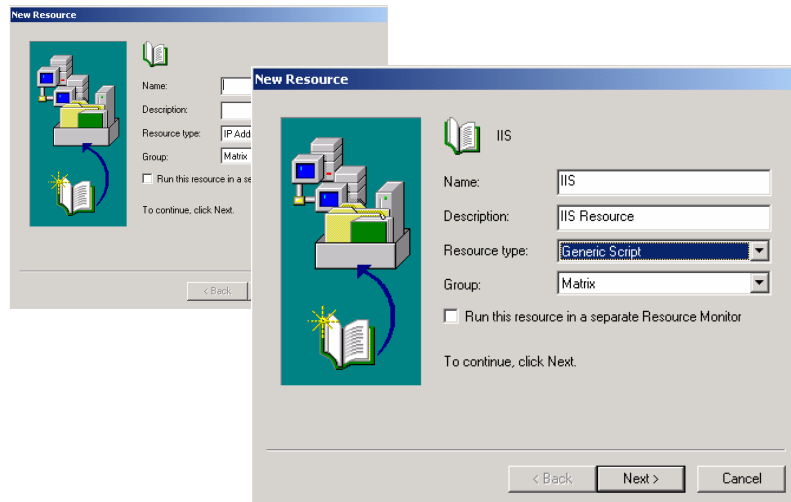 New Resource
Name:
Description:
Resource type: IP Add
Group: Matrix
Run this resource in a se
To continue, click Next.
< Back
New Resource
IIS
Name: IIS
Description: IIS Resource
Resource type: Generic Script
Group: Matrix
Run this resource in a separate Resource Monitor
To continue, click Next.
< Back Next > Cancel